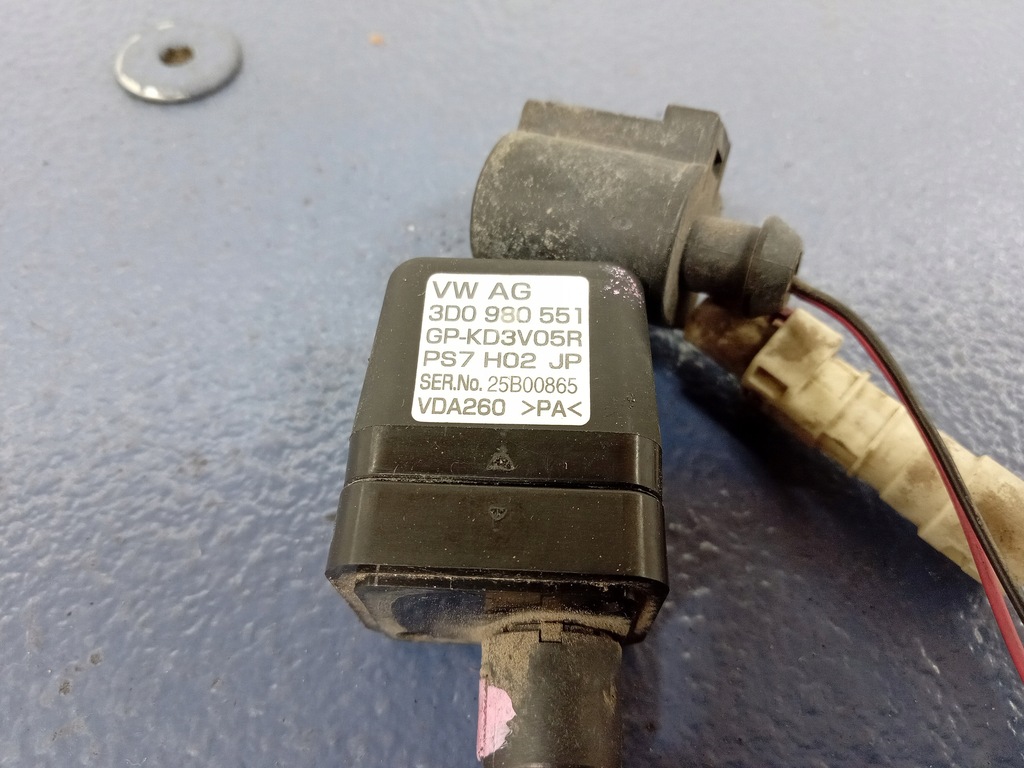 VW AG
3D0 980 551
GP-KD3V05R
PS7 H02 JP
SER.No. 25B00865
VDA260 >PA<